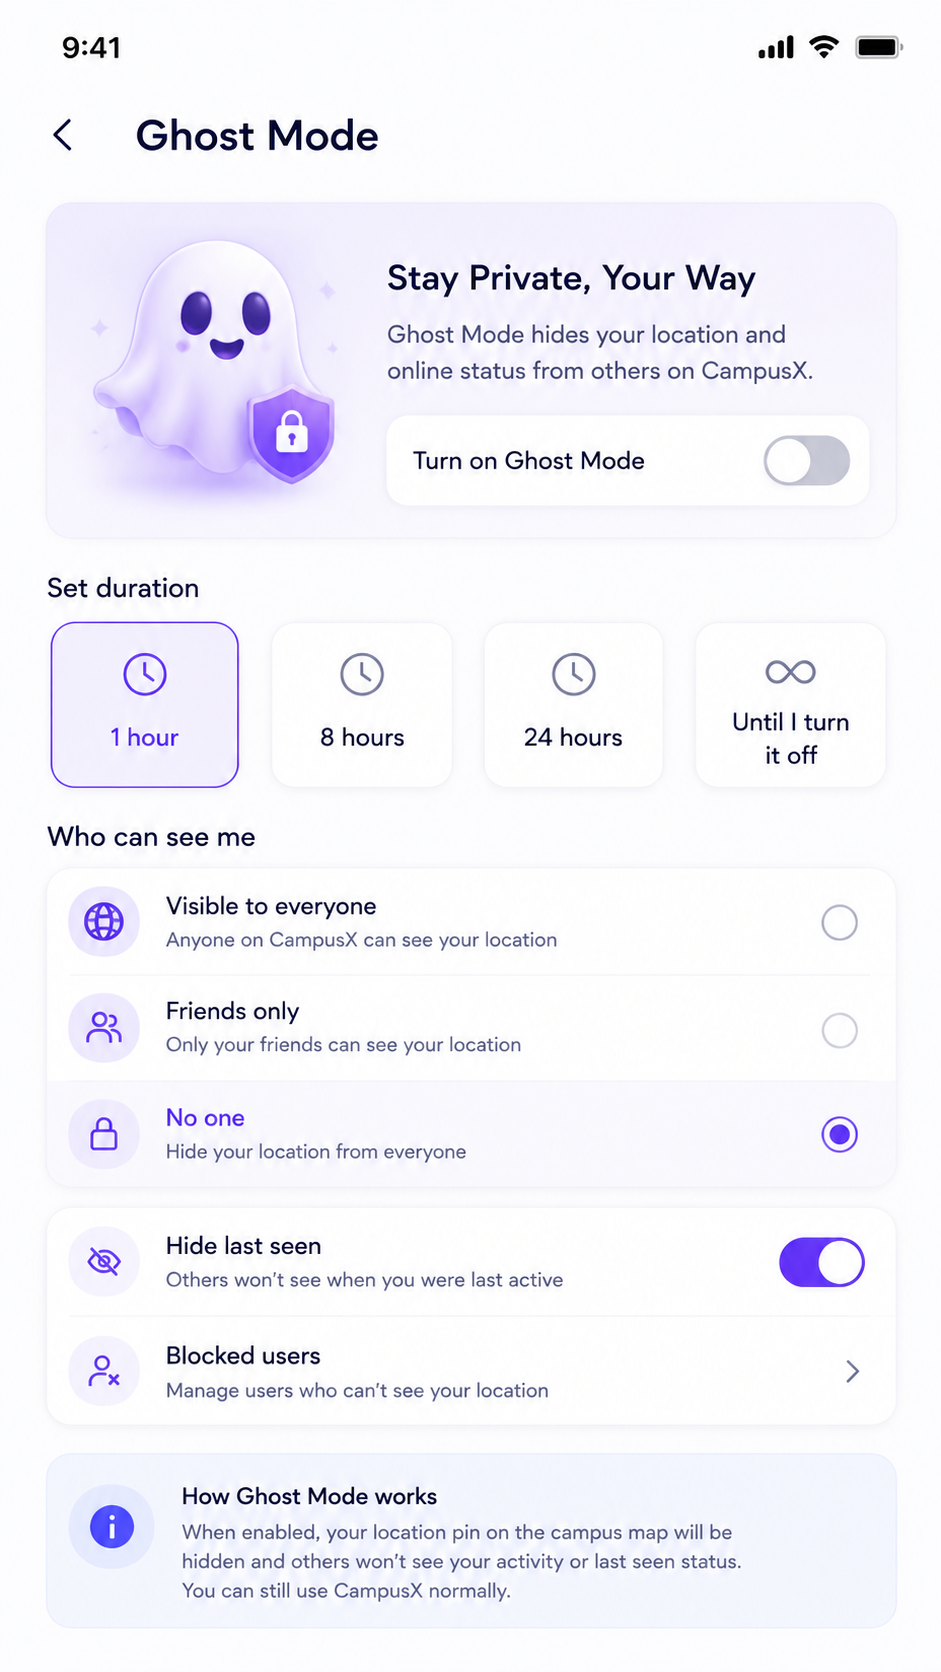 9:41
Ghost Mode
Stay Private, Your Way
Ghost Mode hides your location and
online status from others on CampusX.
Turn on Ghost Mode
Set duration
1 hour
8 hours
24 hours
Until I turn
it off
Who can see me
Visible to everyone
Anyone on CampusX can see your location
Friends only
Only your friends can see your location
No one
Hide your location from everyone
Hide last seen
Others won't see when you were last active
Blocked users
Manage users who can't see your location
How Ghost Mode works
When enabled, your location pin on the campus map will be
hidden and others won't see your activity or last seen status.
You can still use CampusX normally.